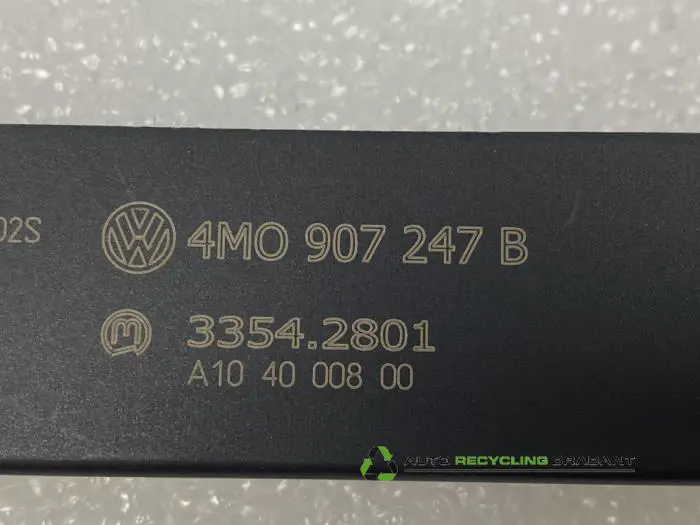 02S
4M0 907 247 B
3354.2801
A10 40 008 00
AUTO RECYCLING BRABANT